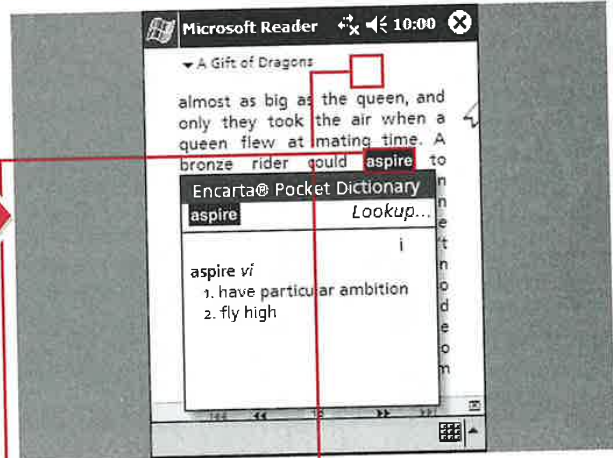 Microsoft Reader 10:00
A Gift of Dragons
almost as big as the queen, and
only they took the air when a
queen flew at mating time. A
bronze rider could aspire to
Encarta® Pocket Dictionary
aspire Lookup...
i
aspire vi
1. have particular ambition
2. fly high